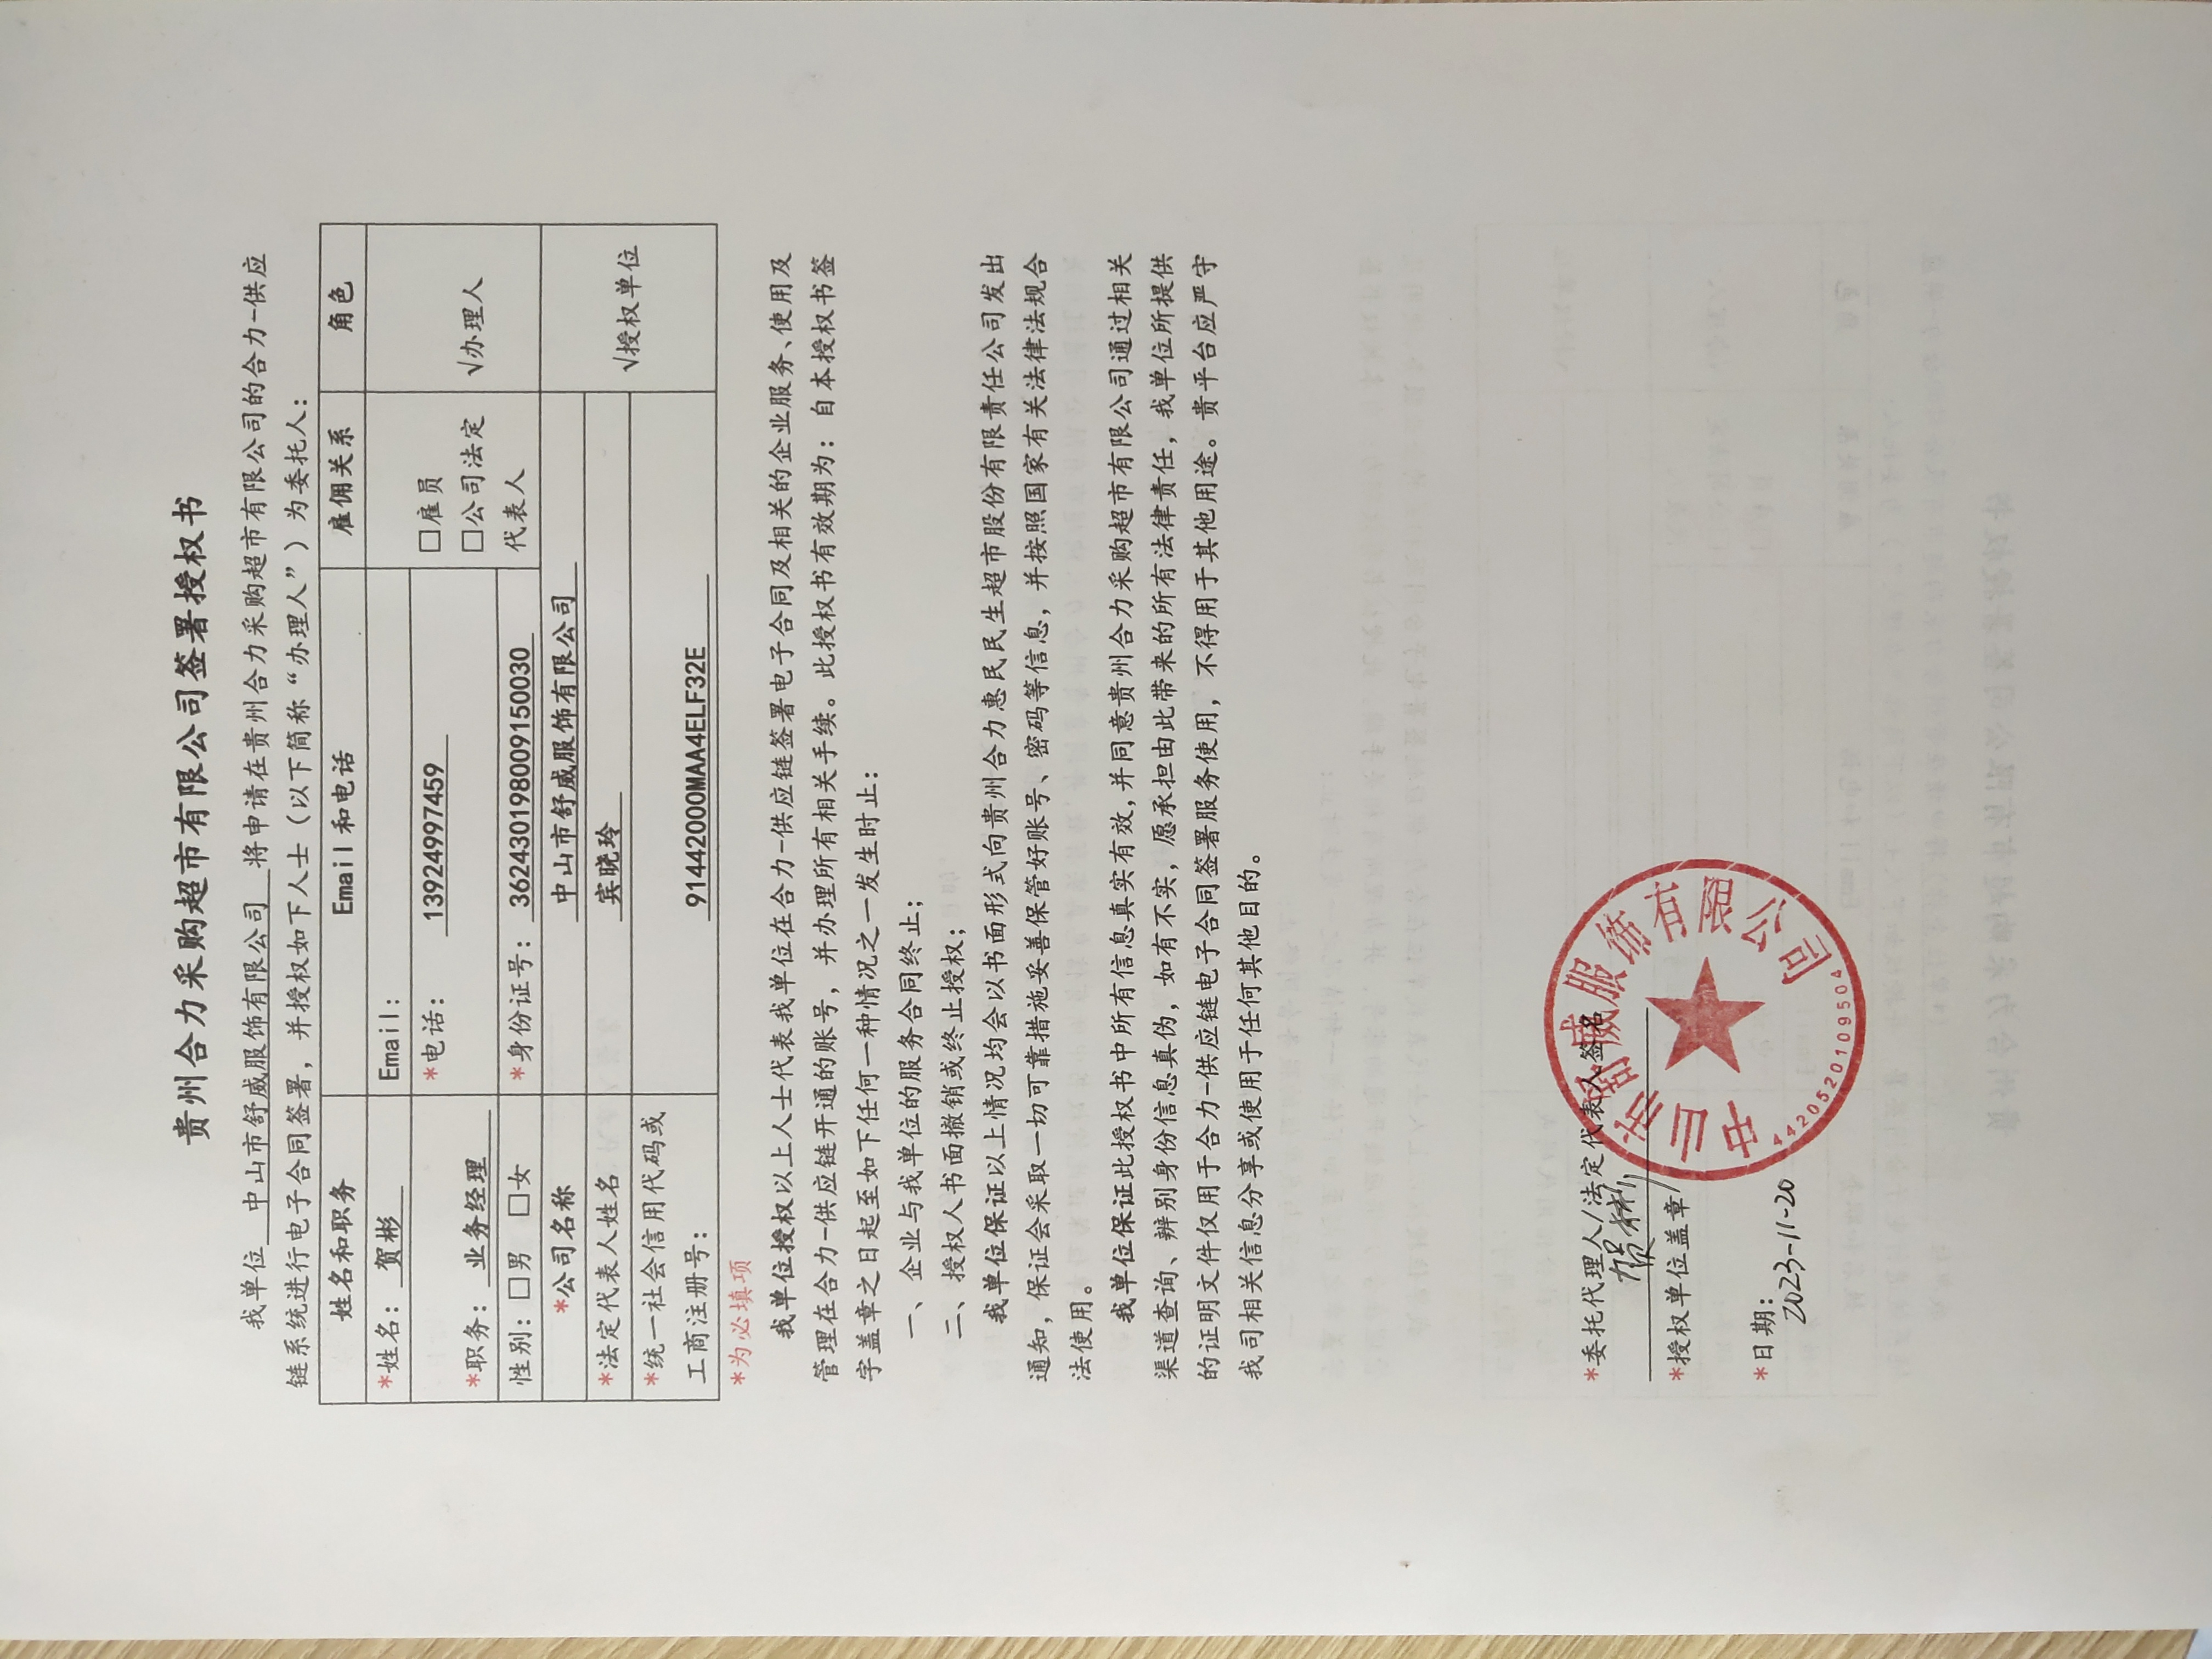 贵州合力采购超市有限公司签署授权书
我单位 中山市舒威服饰有限公司 将申请在贵州合力采购超市有限公司的合力-供应
链系统进行电子合同签署，并授权如下人士（以下简称“办理人”）为委托人：
姓名和职务 Email和电话 雇佣关系 角色
*姓名： 贺彬 Email：
*电话： 13924997459
□雇员
□公司法定
代表人
√办理人
*职务： 业务经理
性别：□男 □女 *身份证号： 362430198009150030
*公司名称 中山市舒威服饰有限公司
√授权单位
*法定代表人姓名 宾晓玲
*统一社会信用代码或
工商注册号： 91442000MAA4ELF32E
*为必填项
我单位授权以上人士代表我单位在合力-供应链签署电子合同及相关的企业服务、使用及
管理在合力-供应链开通的账号，并办理所有相关手续。此授权书有效期为：自本授权书签
字盖章之日起至如下任何一种情况之一发生时止：
一、企业与我单位的服务合同终止；
二、授权人书面撤销或终止授权；
我单位保证以上情况均会以书面形式向贵州合力惠民民生超市股份有限责任公司发出
通知，保证会采取一切可靠措施妥善保管好账号、密码等信息，并按照国家有关法律法规合
法使用。
我单位保证此授权书中所有信息真实有效,并同意贵州合力采购超市有限公司通过相关
渠道查询、辨别身份信息真伪，如有不实，愿承担由此带来的所有法律责任，我单位所提供
的证明文件仅用于合力-供应链电子合同签署服务使用，不得用于其他用途。贵平台应严守
我司相关信息分享或使用于任何其他目的。
*委托代理人/法定代表人签名
贺彬
*授权单位盖章
中山市舒威服饰有限公司
4420520109504
*日期：
2023-11-20